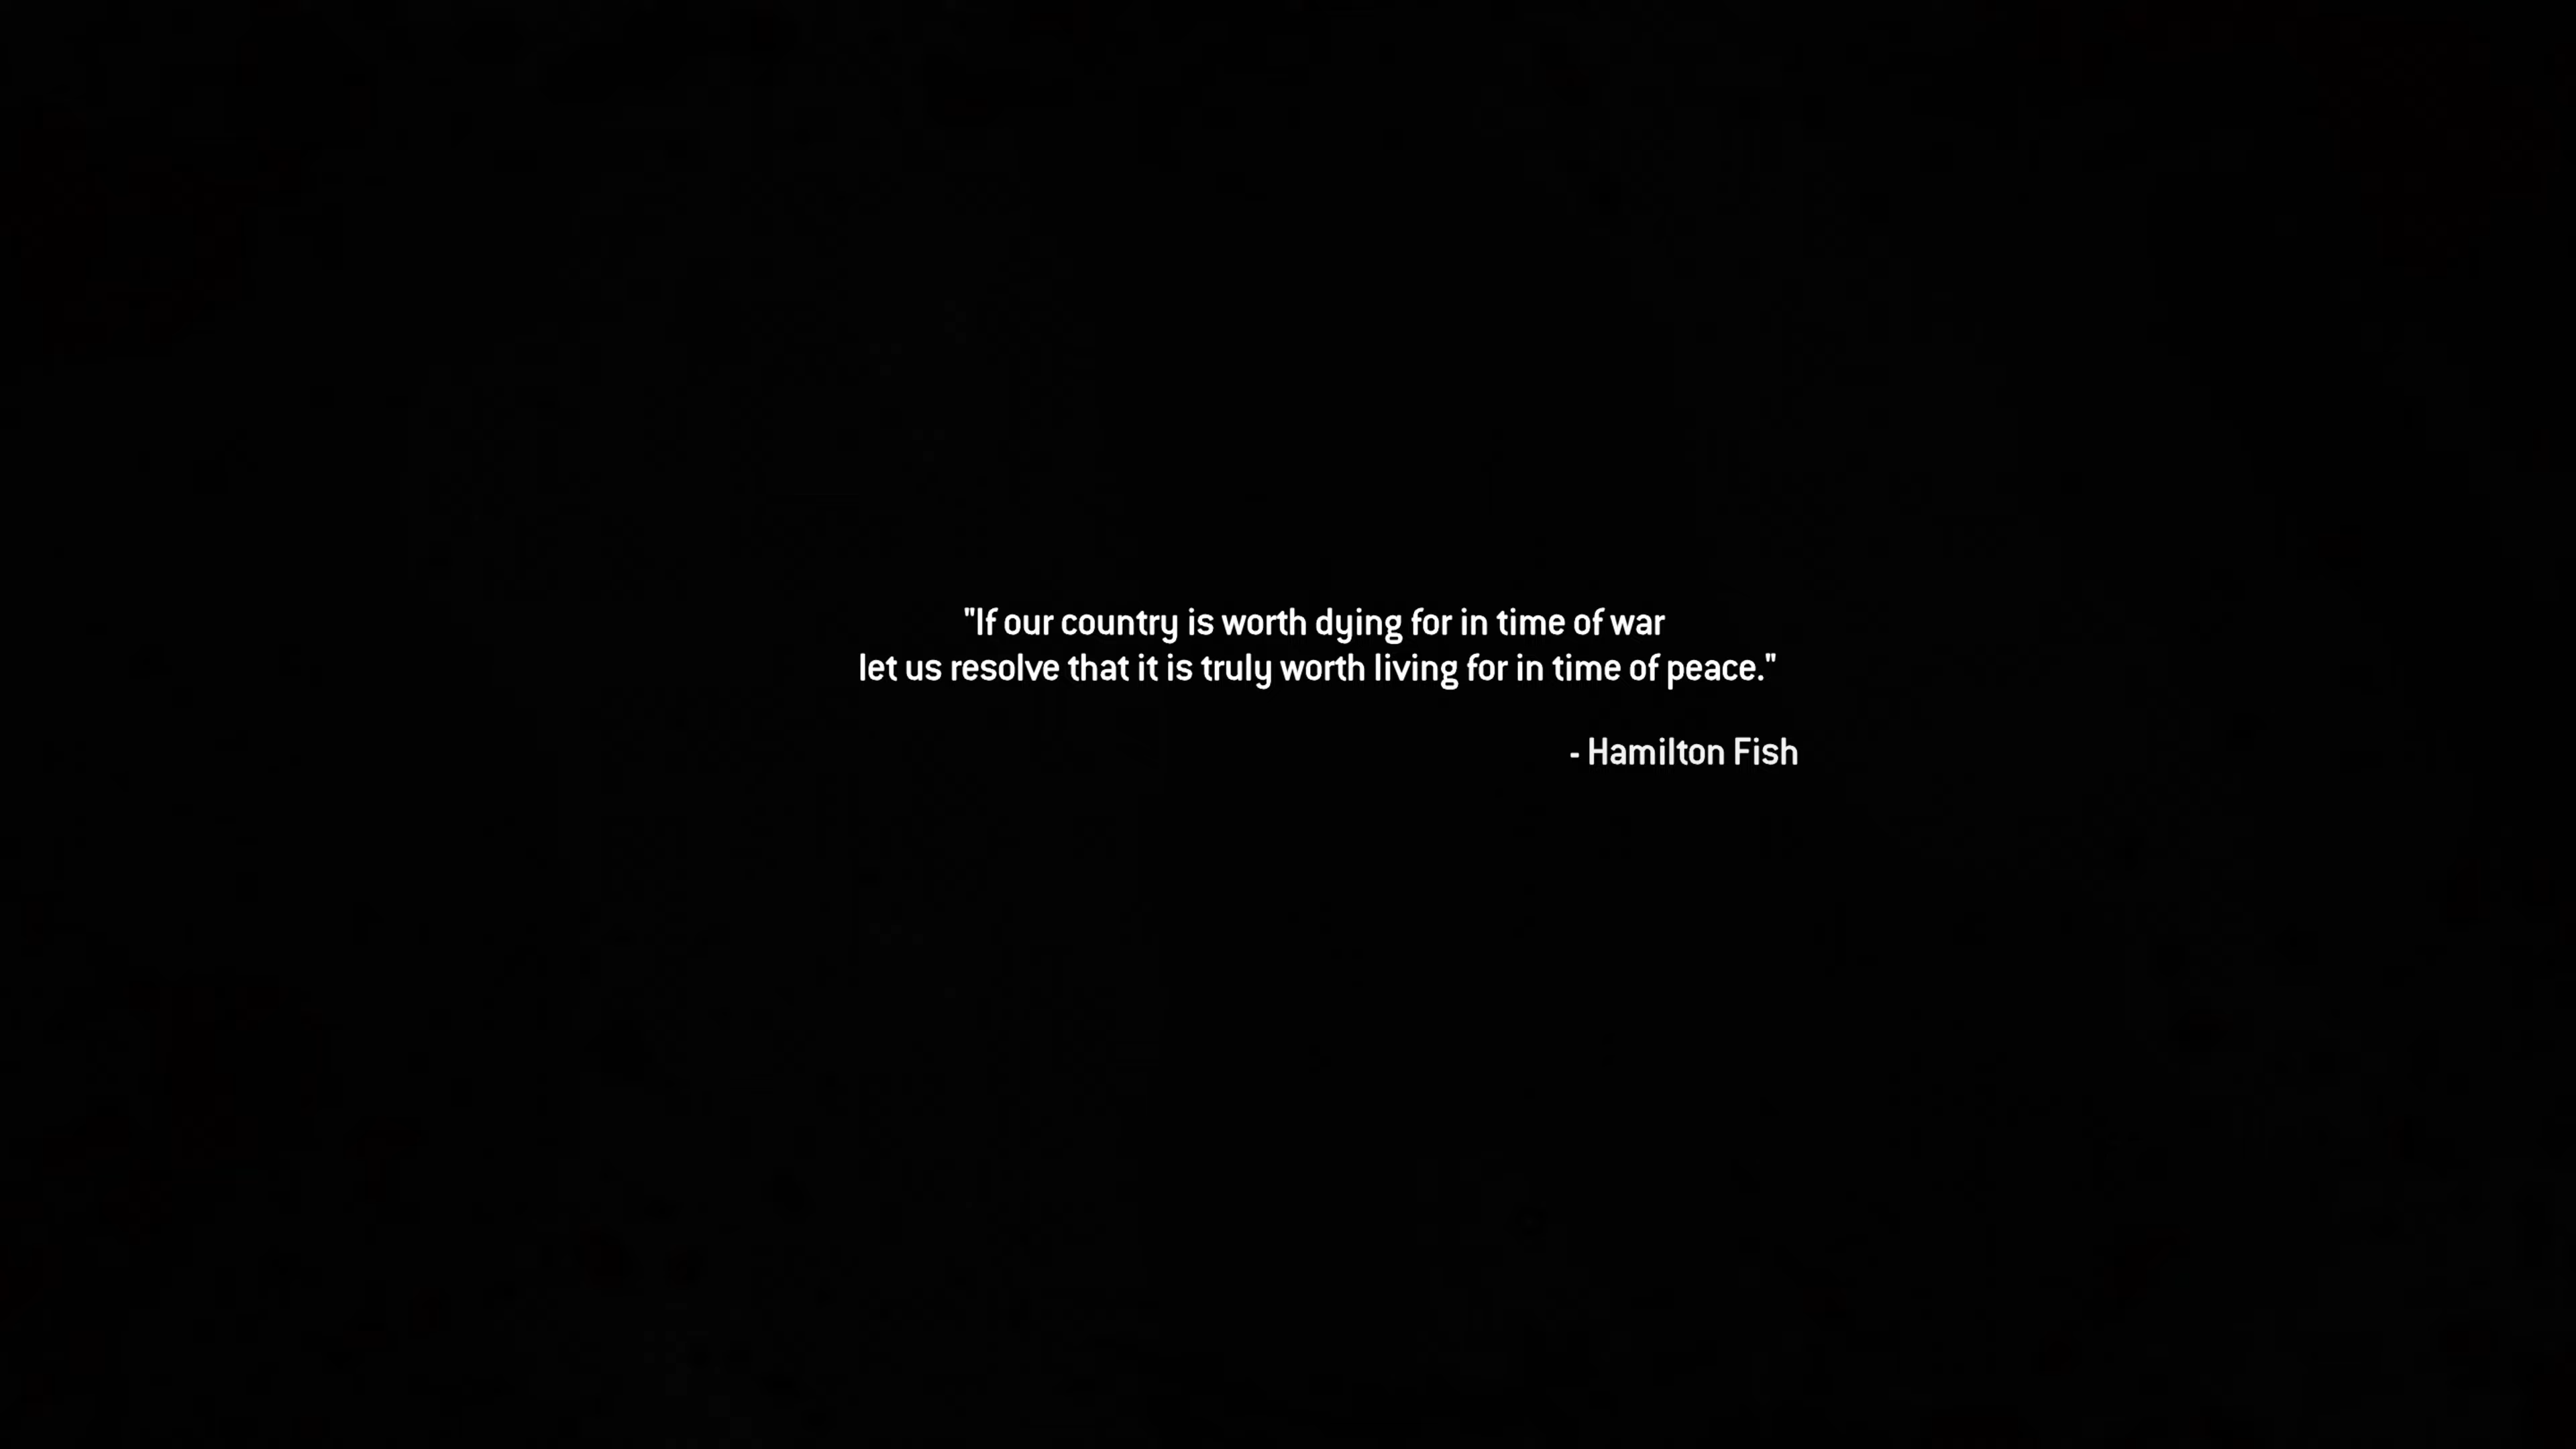 "If our country is worth dying for in time of war
let us resolve that it is truly worth living for in time of peace."
- Hamilton Fish